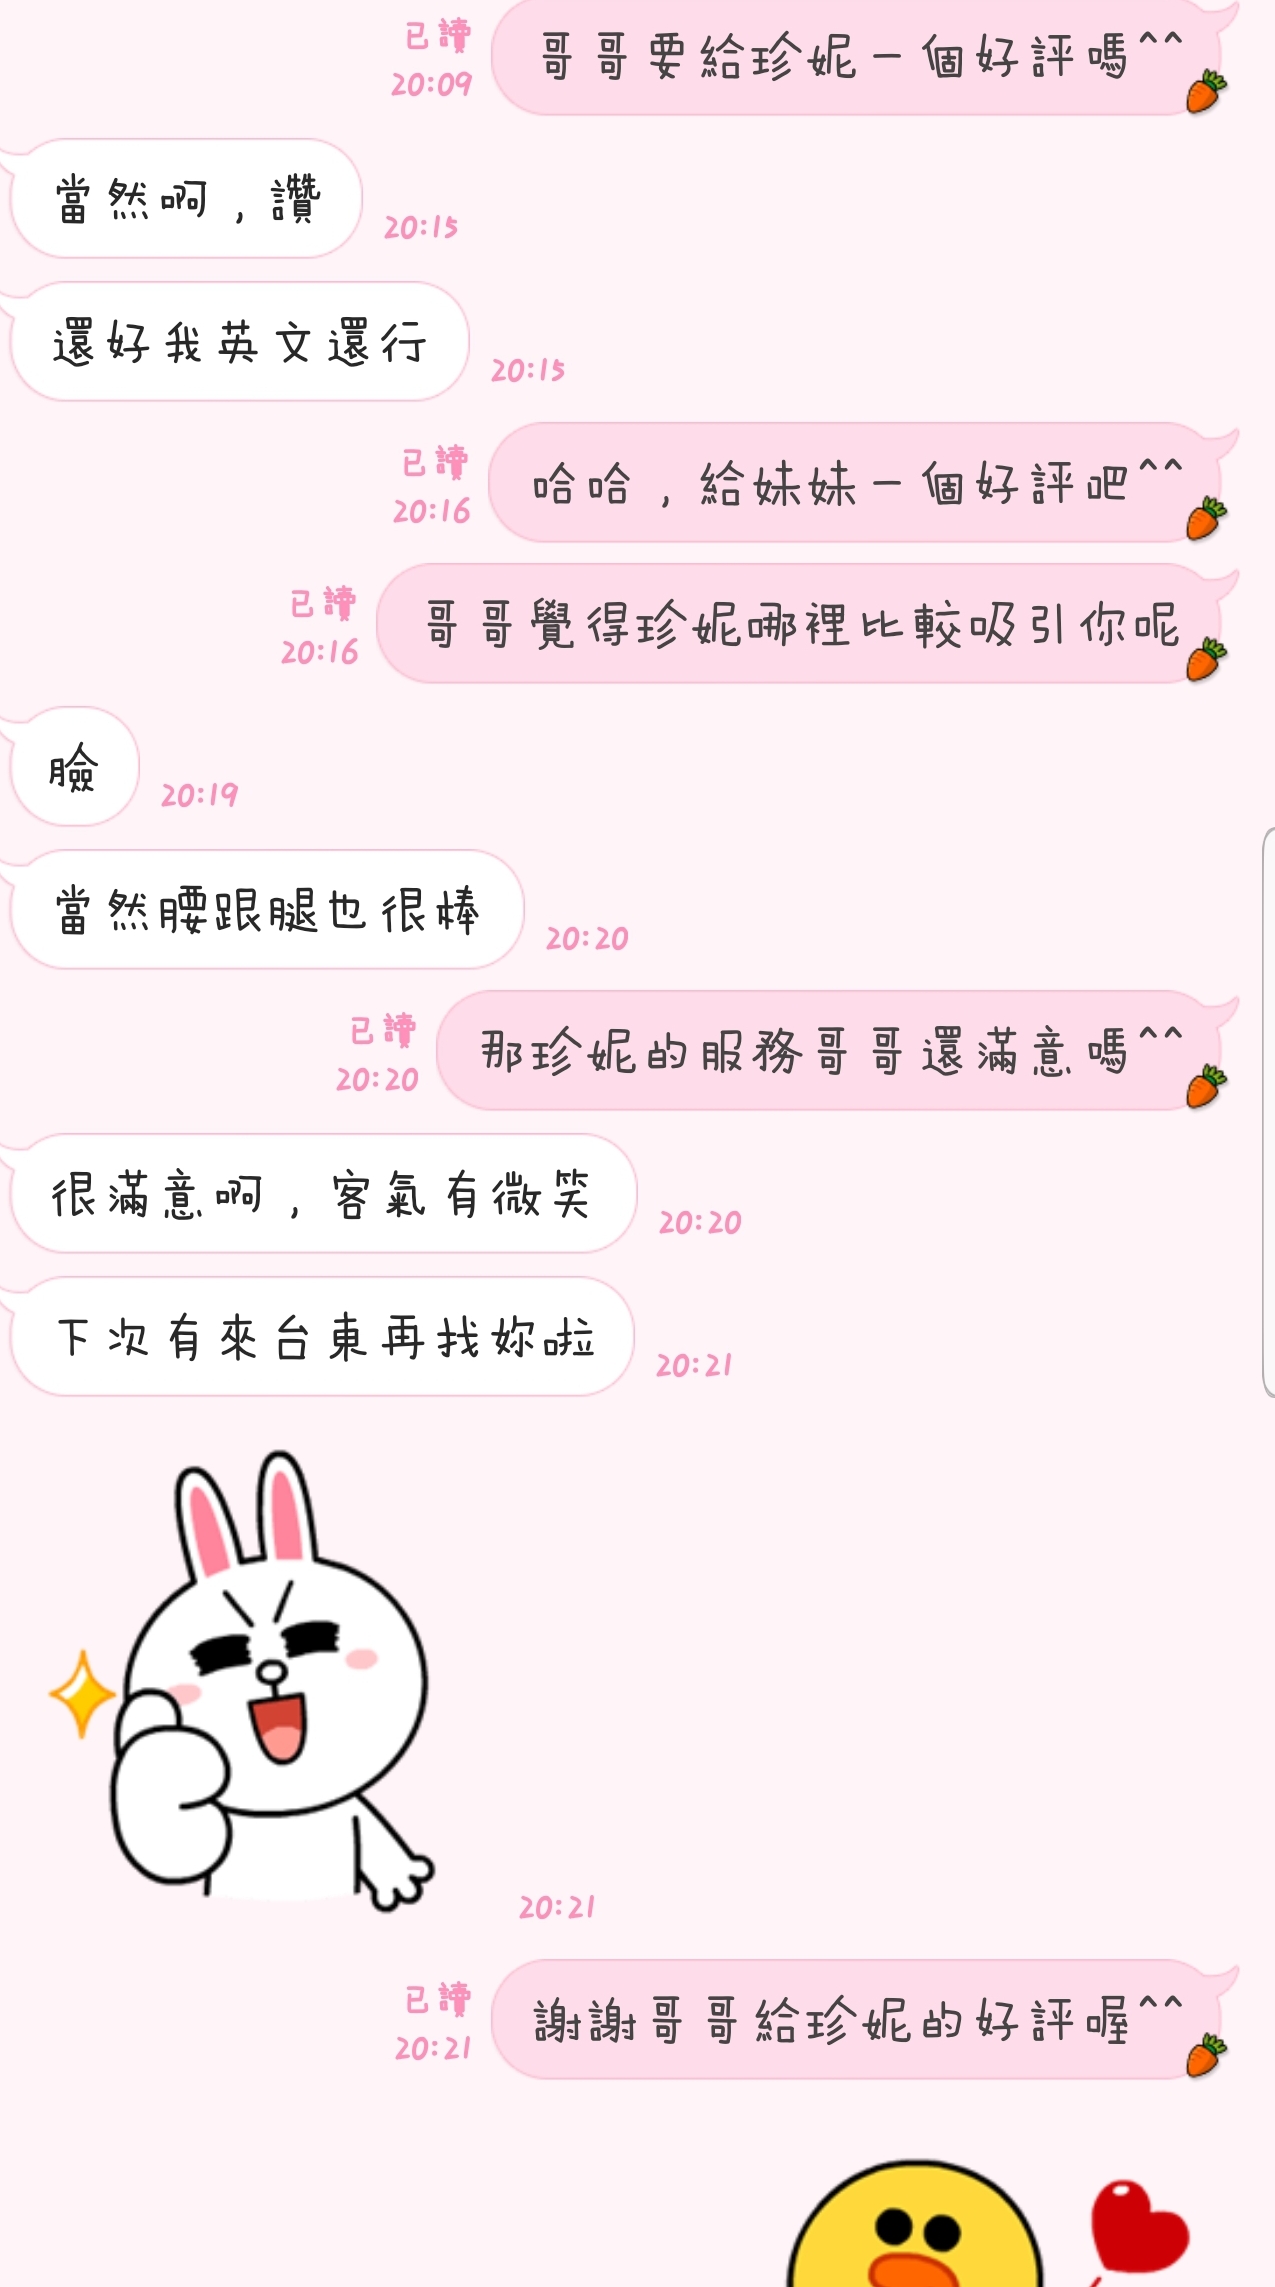 哥哥要給珍妮一個好評嗎^^
已讀
20:09
當然啊，讚
20:15
還好我英文還行
20:15
哈哈，給妹妹一個好評吧^^
已讀
20:16
哥哥覺得珍妮哪裡比較吸引你呢
已讀
20:16
臉
20:19
當然腰跟腿也很棒
20:20
那珍妮的服務哥哥還滿意嗎^^
已讀
20:20
很滿意啊，客氣有微笑
20:20
下次有來台東再找妳啦
20:21
20:21
謝謝哥哥給珍妮的好評喔^^
已讀
20:21